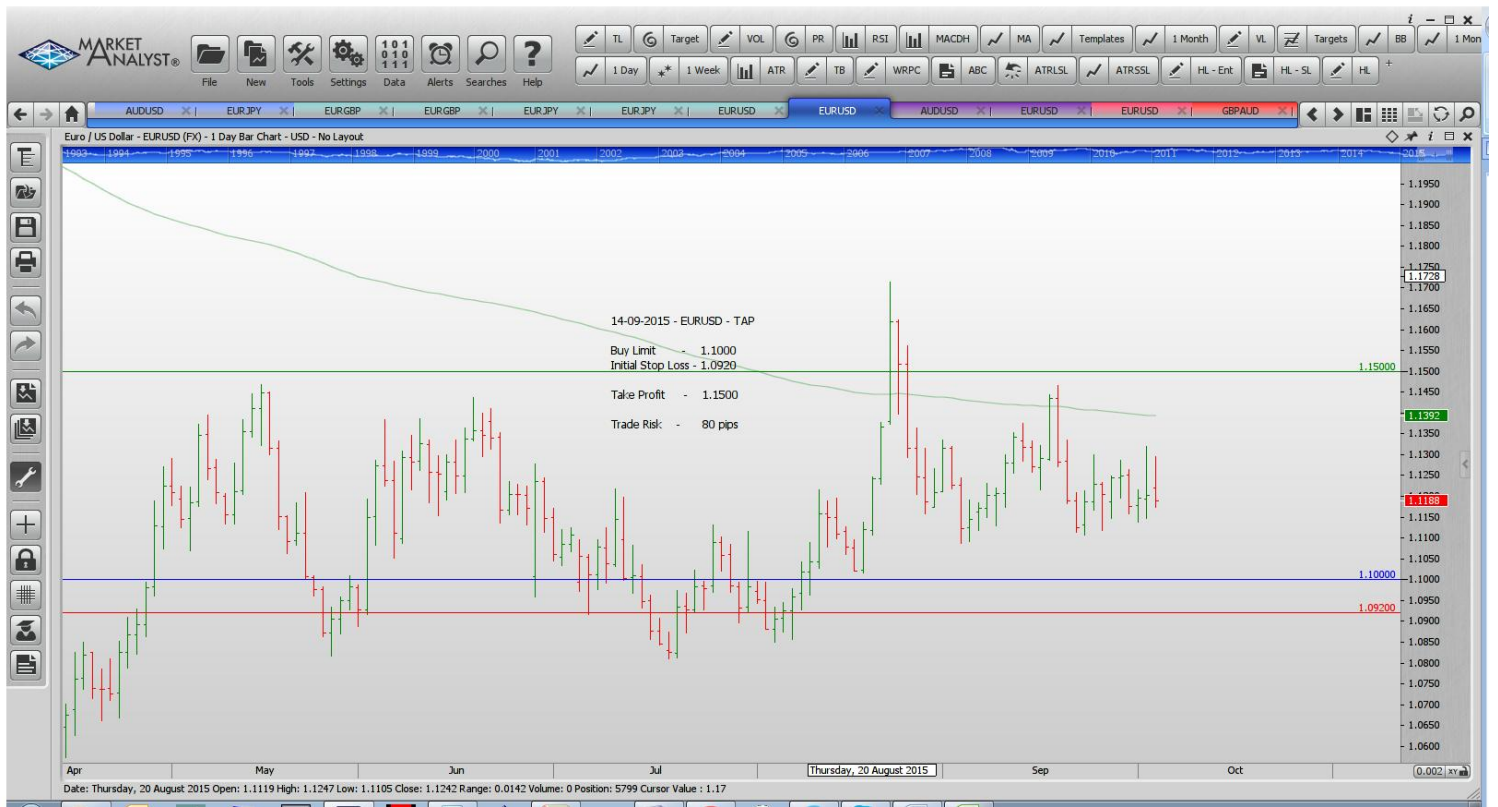 i
MARKET
ANALYST®
File New Tools Settings Data Alerts Searches Help
101
010
111
TL Target VOL PR RSI MACDH MA Templates 1 Month VL Targets BB 1 Mon
1 Day 1 Week ATR TB WRPC ABC ATRLSL ATRSSL HL - Ent HL - SL HL
AUDUSD EURJPY EURGBP EURGBP EURJPY EURJPY EURUSD EURUSD AUDUSD EURUSD EURUSD GBPAUD
Euro / US Dollar - EURUSD (FX) - 1 Day Bar Chart - USD - No Layout
1993 1994 1995 1996 1997 1998 1999 2000 2001 2002 2003 2004 2005 2006 2007 2008 2009 2010 2011 2012 2013 2014 2015
1.1950
1.1900
1.1850
1.1800
1.1750
1.1728
1.1700
1.1650
1.1600
1.1550
1.1500
1.1450
1.1392
1.1350
1.1300
1.1250
1.1188
1.1150
1.1100
1.1050
1.1000
1.0950
1.0900
1.0850
1.0800
1.0750
1.0700
1.0650
1.0600
14-09-2015 - EURUSD - TAP
Buy Limit - 1.1000
Initial Stop Loss - 1.0920
Take Profit - 1.1500
Trade Risk - 80 pips
1.15000
1.10000
1.09200
Apr May Jun Jul Thursday, 20 August 2015 Sep Oct
0.002 XY
Date: Thursday, 20 August 2015 Open: 1.1119 High: 1.1247 Low: 1.1105 Close: 1.1242 Range: 0.0142 Volume: 0 Position: 5799 Cursor Value : 1.17